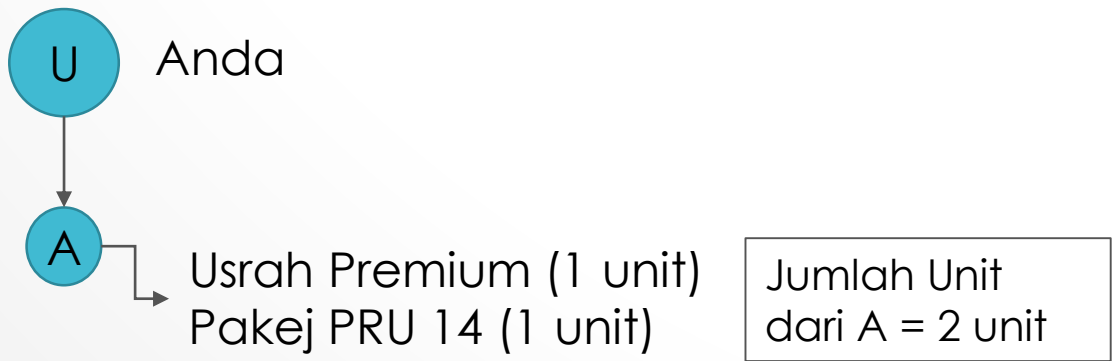 U
Anda
A
Usrah Premium (1 unit)
Pakej PRU 14 (1 unit)
Jumlah Unit
dari A = 2 unit